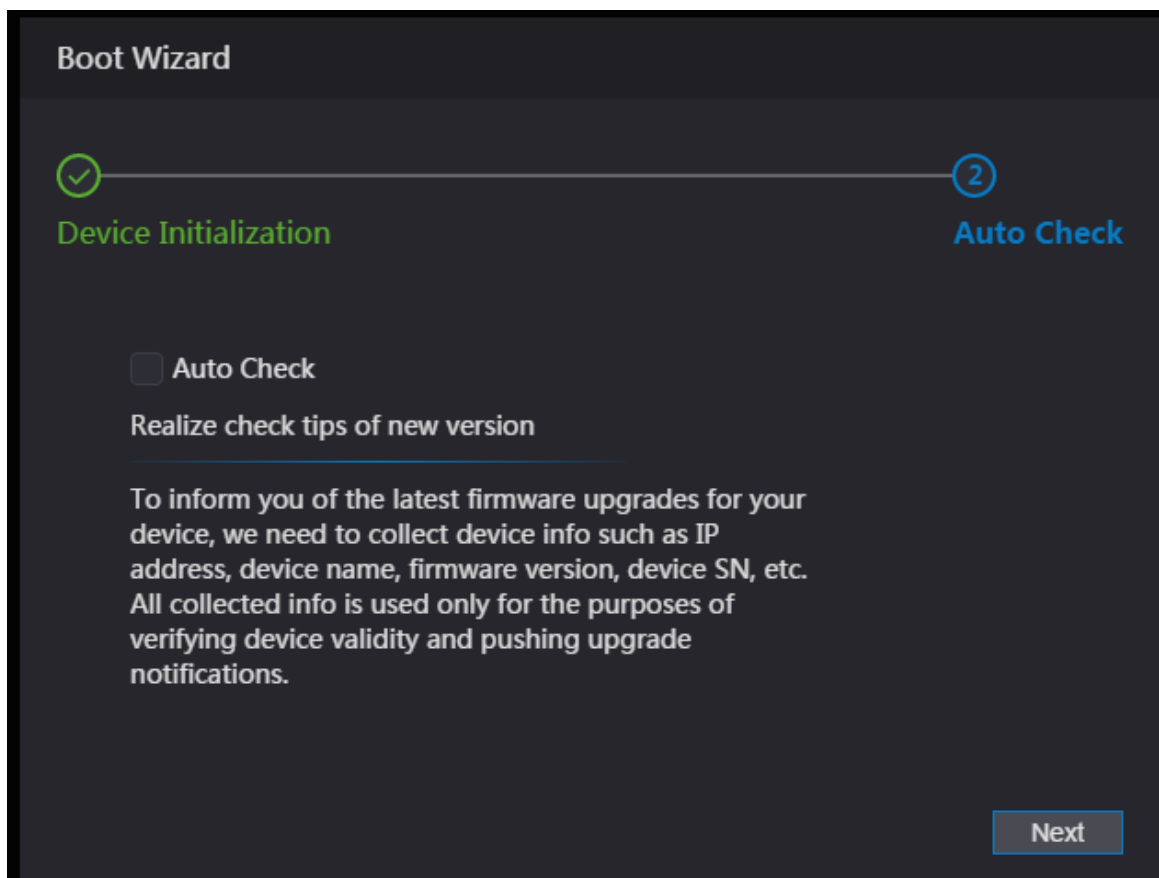 Boot Wizard
2
Device Initialization
Auto Check
Auto Check
Realize check tips of new version
To inform you of the latest firmware upgrades for your
device, we need to collect device info such as IP
address, device name, firmware version, device SN, etc.
All collected info is used only for the purposes of
verifying device validity and pushing upgrade
notifications.
Next